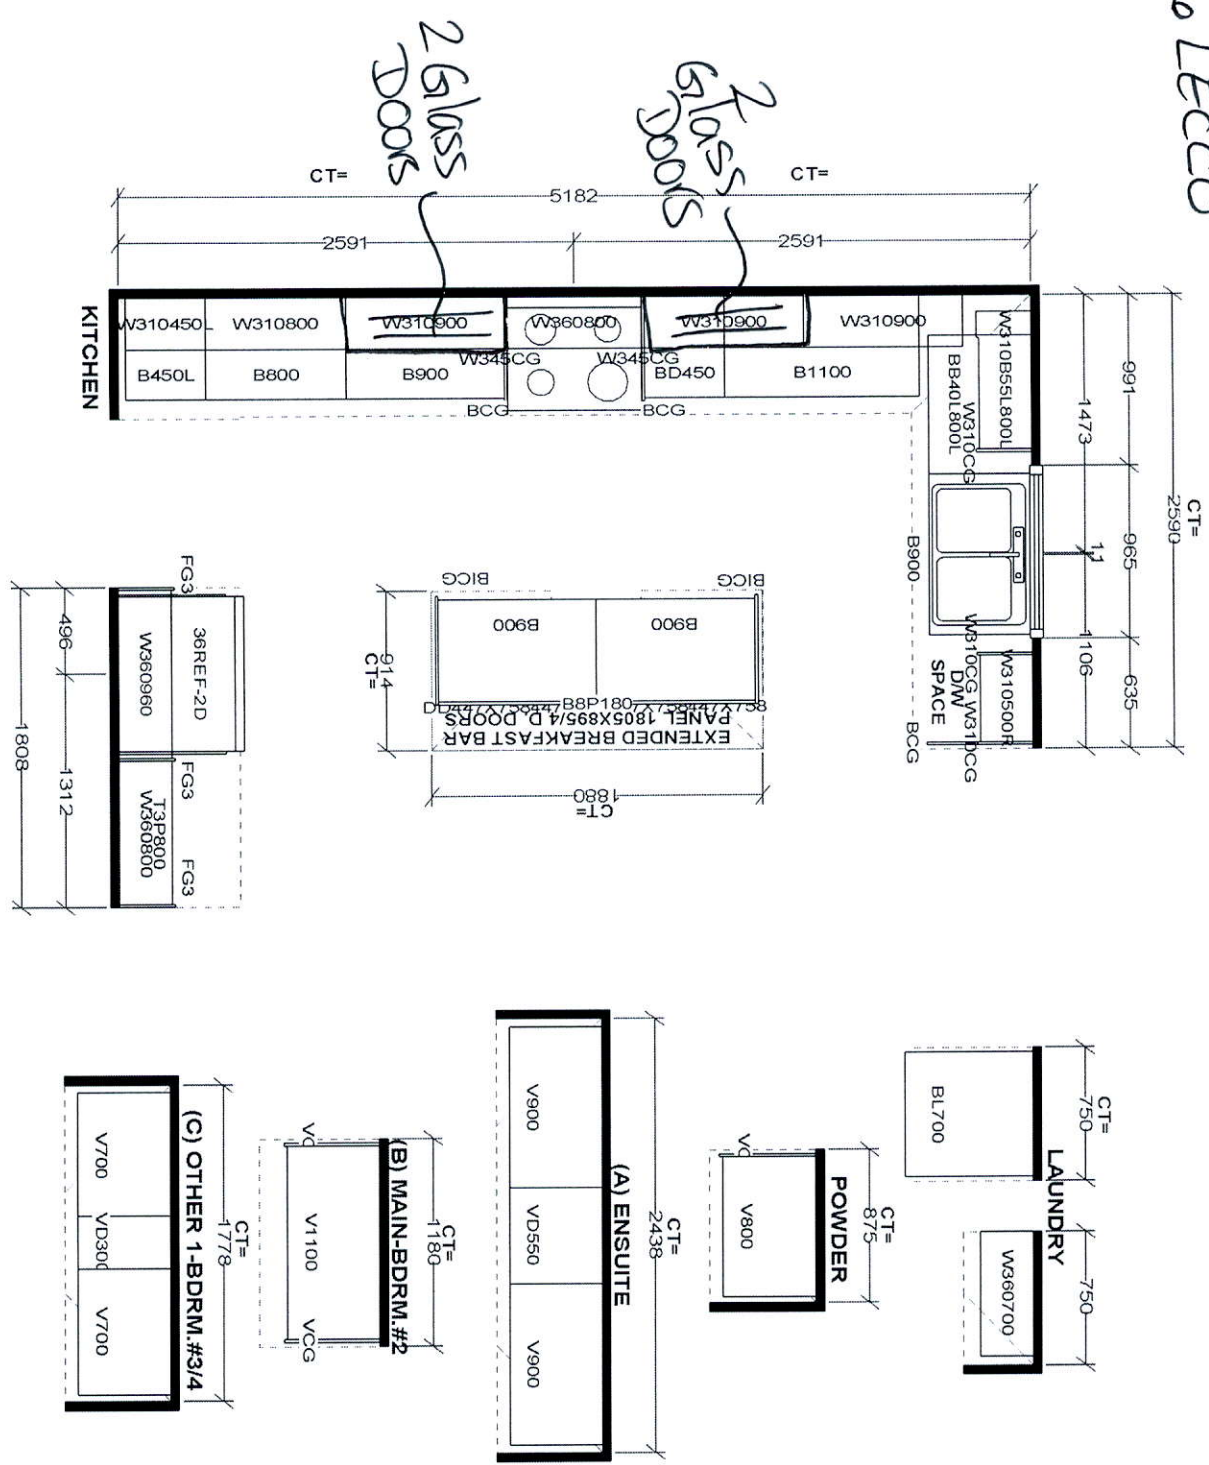 LECCO
2 Glass
Doors
2
Glass
Doors
CT=
CT=
5182
2591
2591
KITCHEN
W310450L
W310800
W310900
W360800
W310900
W310900
W345CG
W345CG
B450L
B800
B900
BD450
B1100
BCG
BCG
W310B55L800L
BB40L800L
W310CG
991
1473
CT=
2590
965
11
B900
1106
635
W310CG
W310CG
W310500R
D/W
SPACE
BCG
FG3
496
W360960
36REF-2D
1808
1312
FG3
T3P800
W360800
FG3
BICG
BICG
B900
B900
914
CT=
B8P180
EXTENDED BREAKFAST BAR
PANEL 1805X895/4 D. DOORS
1880
CT=
LAUNDRY
CT=
750
BL700
750
W360700
POWDER
CT=
875
V800
(A) ENSUITE
CT=
2438
V900
VD550
V900
(B) MAIN-BDRM.#2
CT=
1180
V1100
VCG
(C) OTHER 1-BDRM.#3/4
CT=
1778
V700
VD300
V700